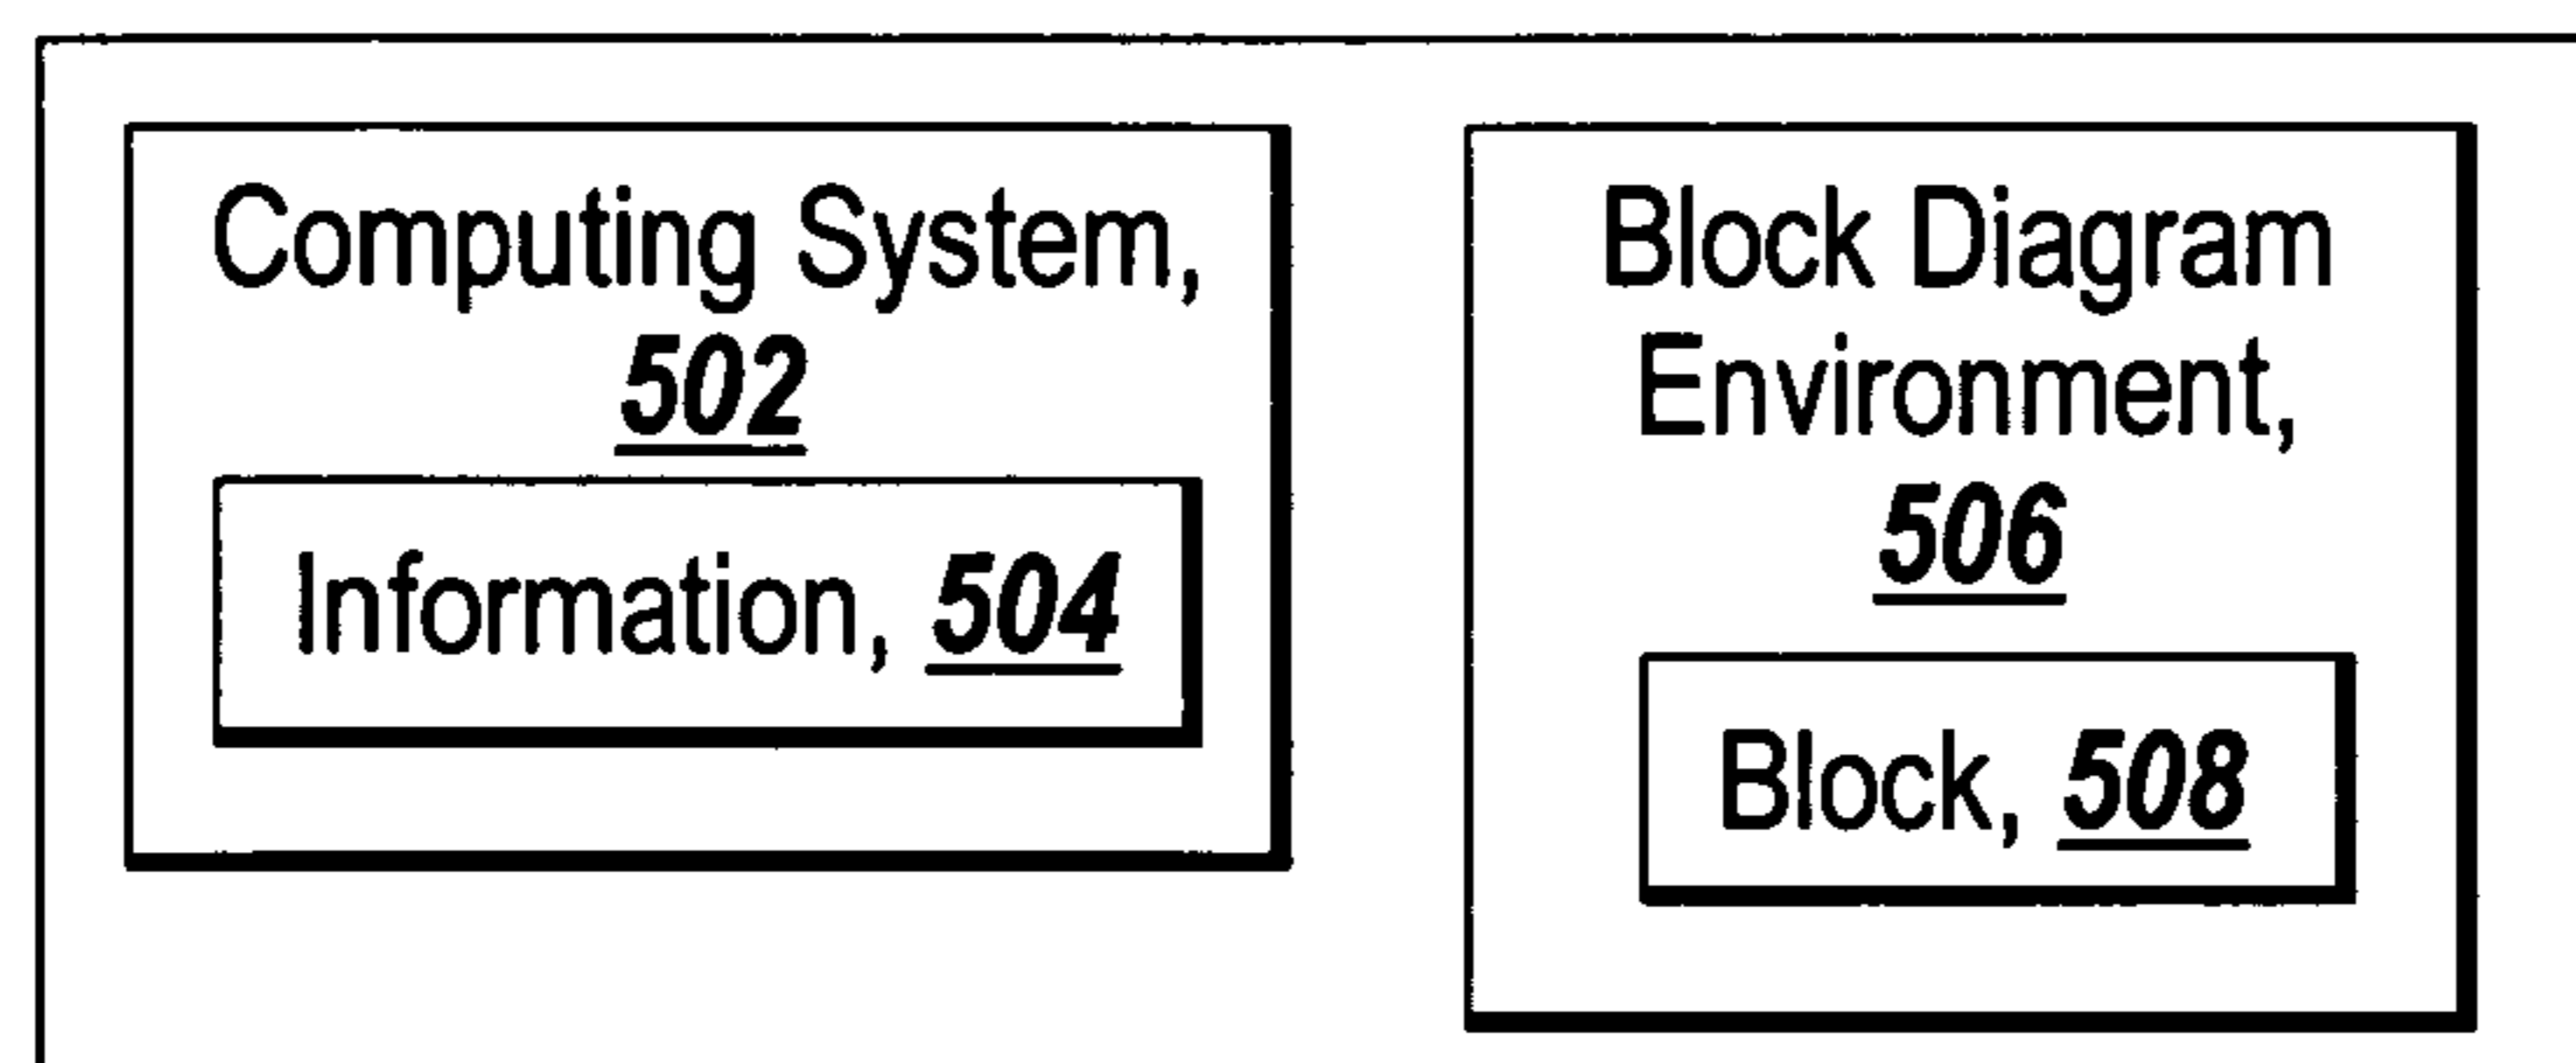 Computing System,
502
Information, 504
Block Diagram
Environment,
506
Block, 508